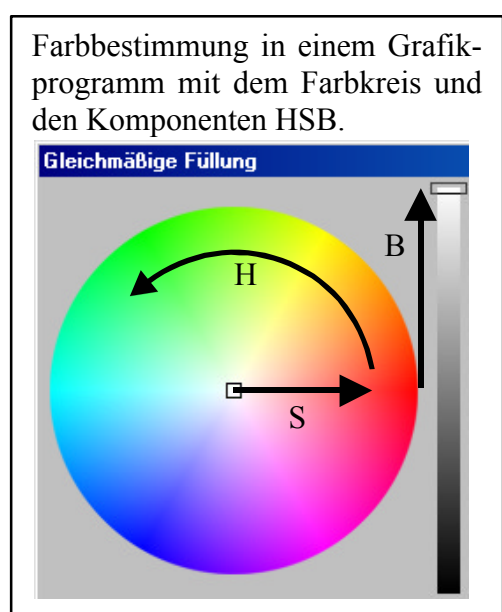 Farbbestimmung in einem Grafik-
programm mit dem Farbkreis und
den Komponenten HSB.
Gleichmäßige Füllung
B
H
S